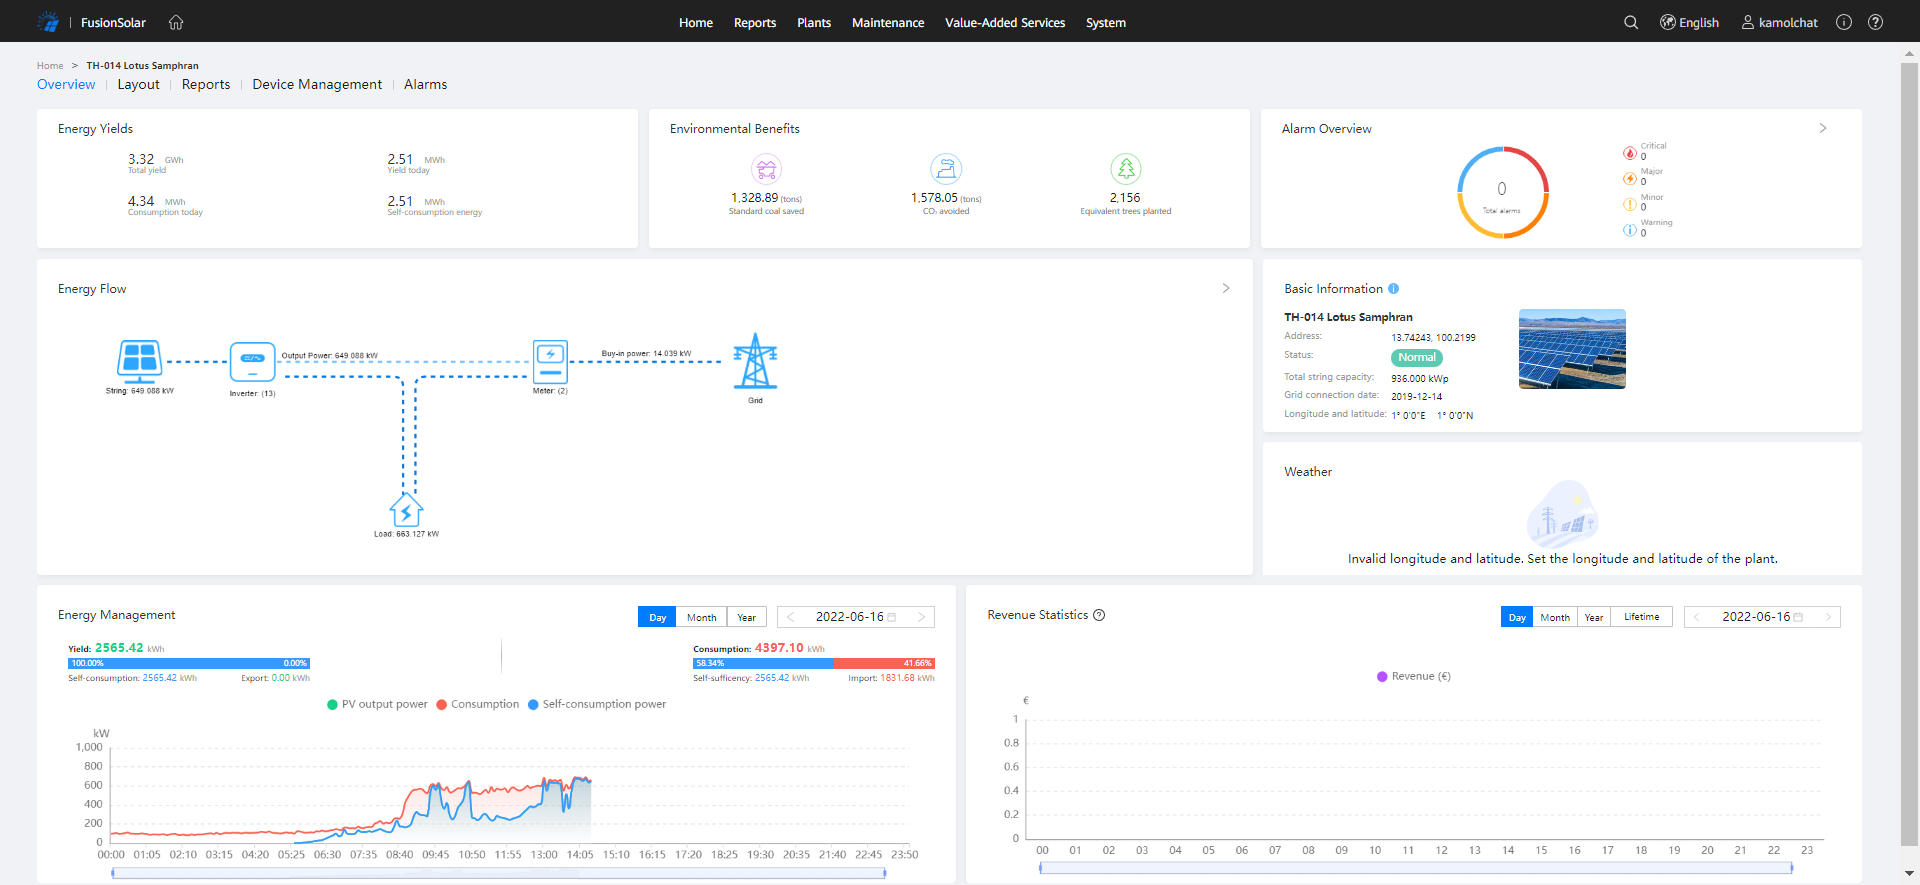 FusionSolar
Home Reports Plants Maintenance Value-Added Services System
English kamolchat
Home > TH-014 Lotus Samphran
Overview Layout Reports Device Management Alarms
Energy Yields
3.32 GWh
Total yield
2.51 MWh
Yield today
4.34 MWh
Consumption today
2.51 MWh
Self-consumption energy
Environmental Benefits
1,328.89 (tons)
Standard coal saved
1,578.05 (tons)
CO₂ avoided
2,156
Equivalent trees planted
Alarm Overview
0
Total alarms
Critical
0
Major
0
Minor
0
Warning
0
Energy Flow
String: 649.088 kW
Inverter: (13)
Output Power: 649.088 kW
Meter: (2)
Buy-in power: 14.039 kW
Grid
Load: 663.127 kW
Basic Information
TH-014 Lotus Samphran
Address: 13.74243, 100.2199
Status: Normal
Total string capacity: 936.000 kWp
Grid connection date: 2019-12-14
Longitude and latitude: 1° 0'0"E 1° 0'0"N
Weather
Invalid longitude and latitude. Set the longitude and latitude of the plant.
Energy Management
Day Month Year
< 2022-06-16 >
Yield: 2565.42 kWh
100.00% 0.00%
Self-consumption: 2565.42 kWh Export: 0.00 kWh
Consumption: 4397.10 kWh
58.34% 41.66%
Self-sufficency: 2565.42 kWh Import: 1831.68 kWh
PV output power Consumption Self-consumption power
kW
1,000
800
600
400
200
0
00:00 01:05 02:10 03:15 04:20 05:25 06:30 07:35 08:40 09:45 10:50 11:55 13:00 14:05 15:10 16:15 17:20 18:25 19:30 20:35 21:40 22:45 23:50
Revenue Statistics
Day Month Year Lifetime
< 2022-06-16 >
Revenue (€)
€
1
0.8
0.6
0.4
0.2
0
00 01 02 03 04 05 06 07 08 09 10 11 12 13 14 15 16 17 18 19 20 21 22 23